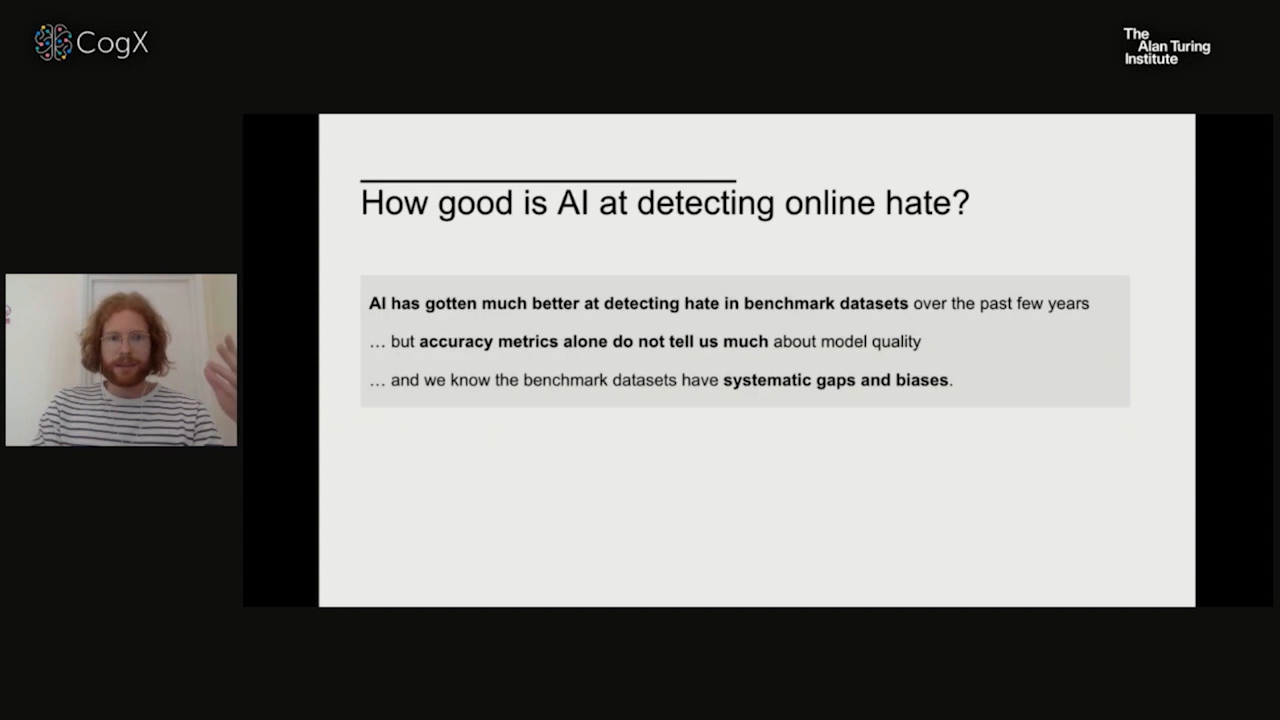 CogX
The
Alan Turing
Institute
How good is AI at detecting online hate?
AI has gotten much better at detecting hate in benchmark datasets over the past few years
… but accuracy metrics alone do not tell us much about model quality
… and we know the benchmark datasets have systematic gaps and biases.